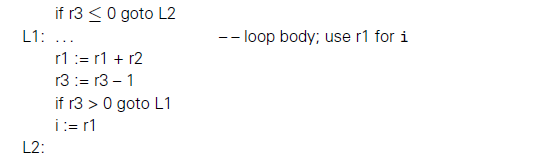 if r3 ≤ 0 goto L2
L1: ... -- loop body; use r1 for i
r1 := r1 + r2
r3 := r3 – 1
if r3 > 0 goto L1
i := r1
L2: